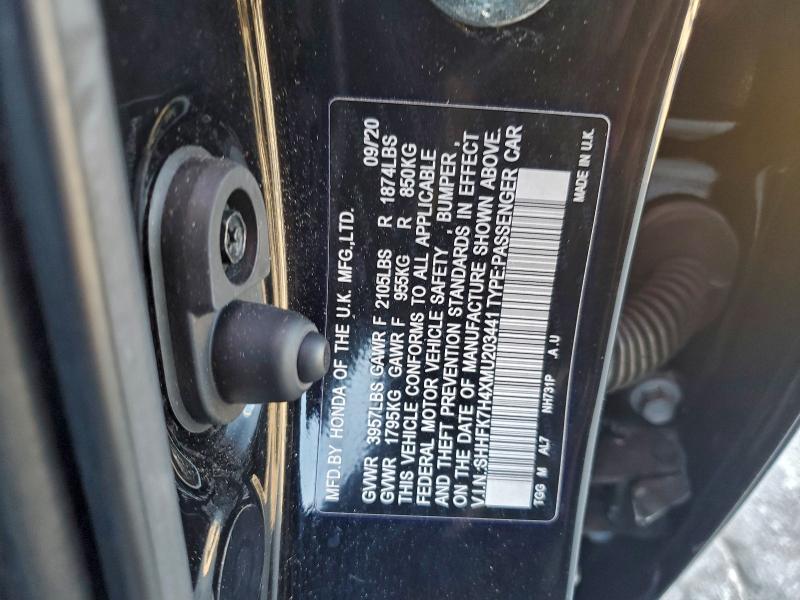 MFD.BY HONDA OF THE U.K. MFG.,LTD. 09/20
GVWR 3957LBS GAWR F 2105LBS R 1874LBS
GVWR 1795KG GAWR F 955KG R 850KG
THIS VEHICLE CONFORMS TO ALL APPLICABLE
FEDERAL MOTOR VEHICLE SAFETY , BUMPER ,
AND THEFT PREVENTION STANDARDS IN EFFECT
ON THE DATE OF MANUFACTURE SHOWN ABOVE.
V.I.N.:SHHFK7H4XMU203441 TYPE:PASSENGER CAR
TGG M AL7 NH731P .A.U MADE IN U.K.